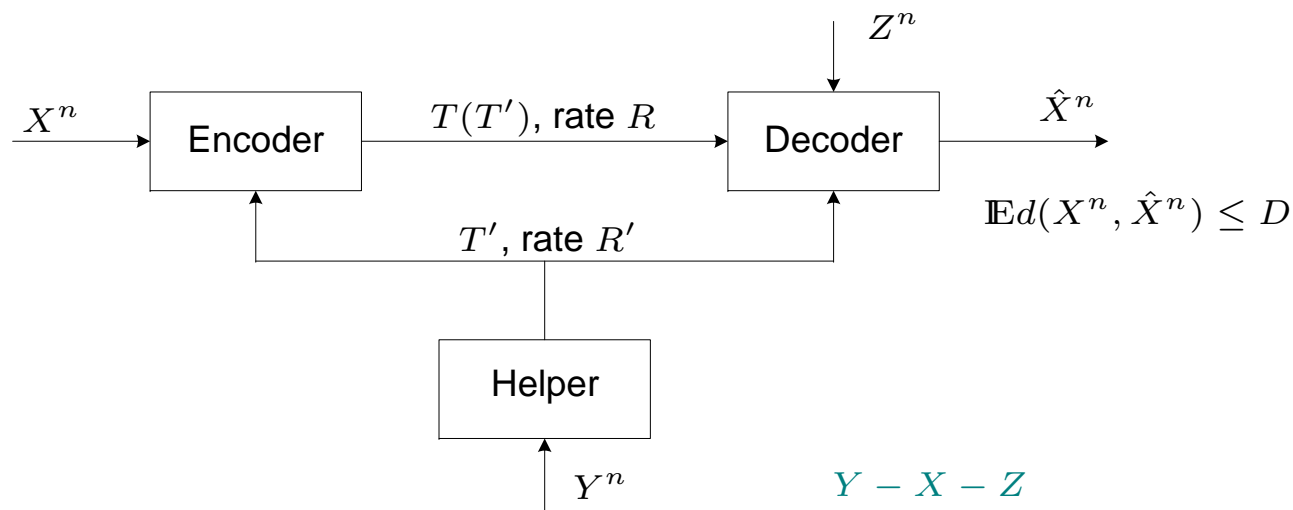 Z^n
X^n
Encoder
T(T'), rate R
Decoder
X̂^n
𝔼d(X^n, X̂^n) ≤ D
T', rate R'
Helper
Y^n
Y − X − Z